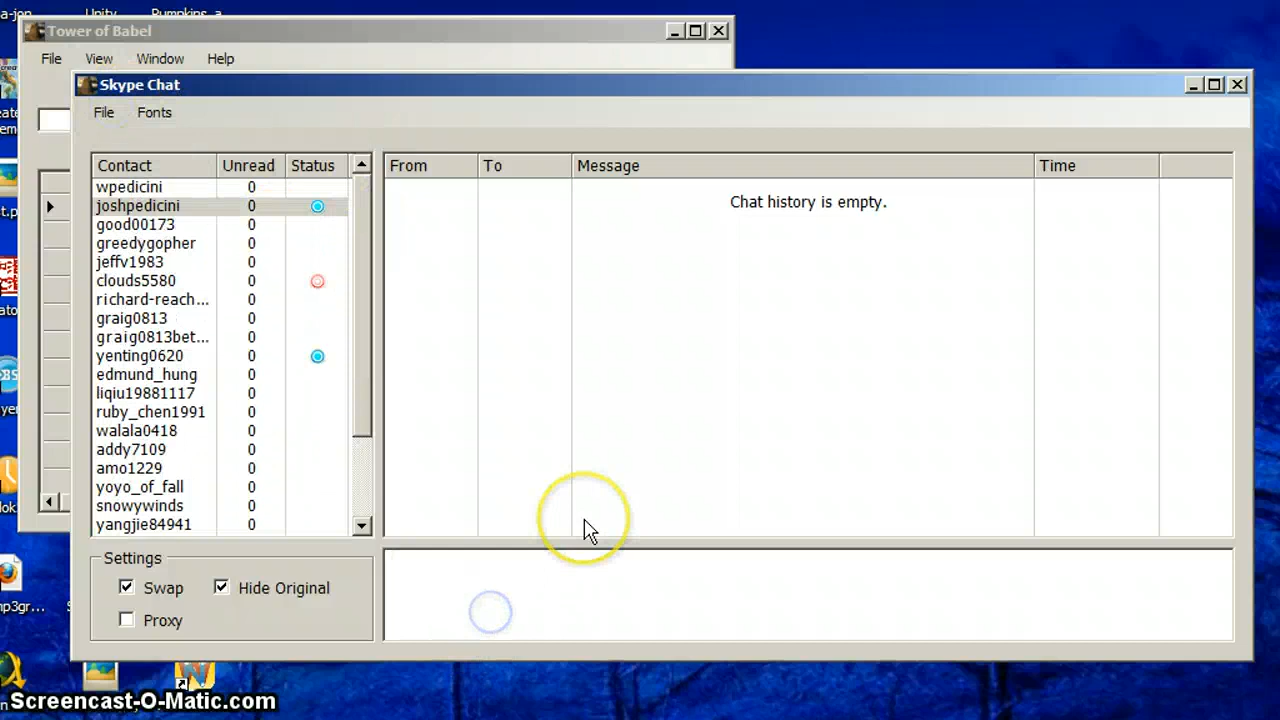 a-jon Unity Pumpkins_a
Tower of Babel
File View Window Help
Skype Chat
File Fonts
Contact Unread Status
From To Message Time
wpedicini 0
joshpedicini 0
good00173 0
greedygopher 0
jeffv1983 0
clouds5580 0
richard-reach... 0
graig0813 0
graig0813bet... 0
yenting0620 0
edmund_hung 0
liqiu19881117 0
ruby_chen1991 0
walala0418 0
addy7109 0
amo1229 0
yoyo_of_fall 0
snowywinds 0
yangjie84941 0
Chat history is empty.
Settings
Swap Hide Original
Proxy
Screencast-O-Matic.com